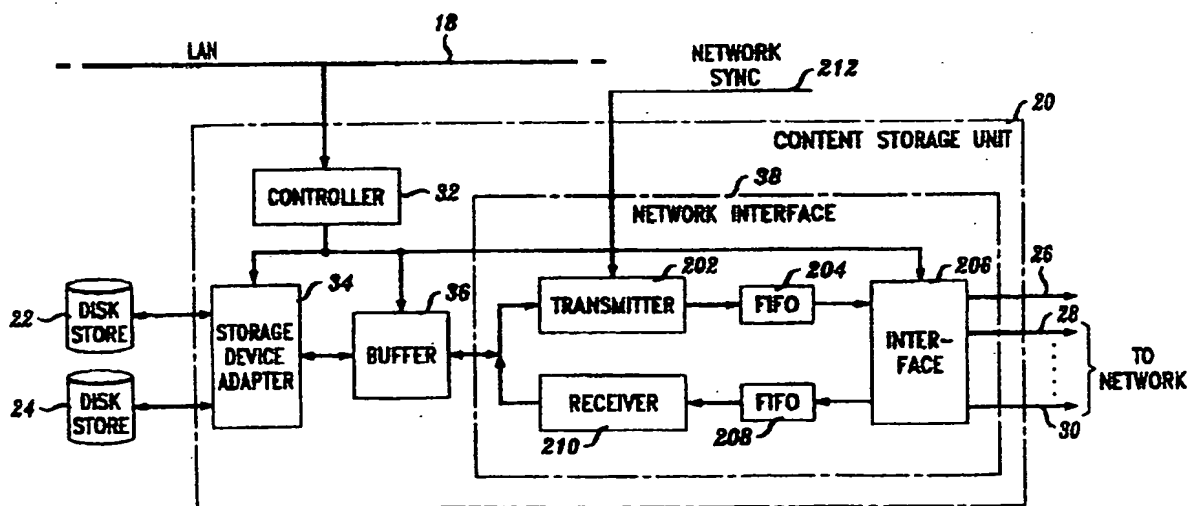 LAN
18
NETWORK
SYNC
212
20
CONTENT STORAGE UNIT
CONTROLLER
32
38
NETWORK INTERFACE
34
36
202
204
206
26
22
DISK
STORE
STORAGE
DEVICE
ADAPTER
BUFFER
TRANSMITTER
FIFO
INTER-
FACE
28
TO
NETWORK
24
DISK
STORE
RECEIVER
210
FIFO
208
30